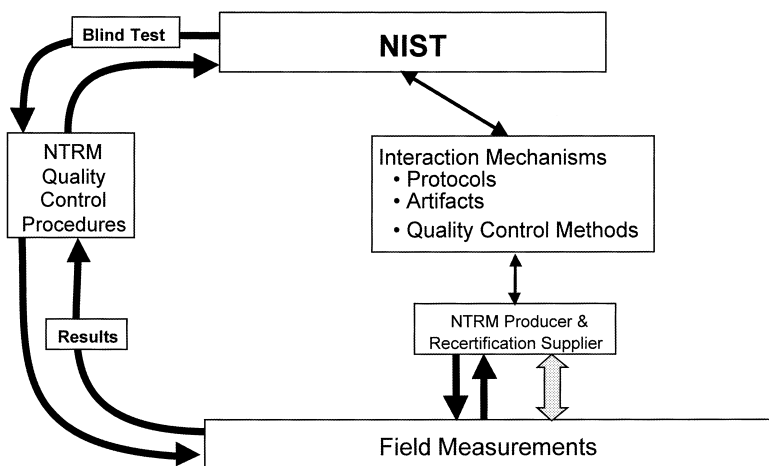 Blind Test
NIST
NTRM
Quality
Control
Procedures
Interaction Mechanisms
• Protocols
• Artifacts
• Quality Control Methods
Results
NTRM Producer &
Recertification Supplier
Field Measurements